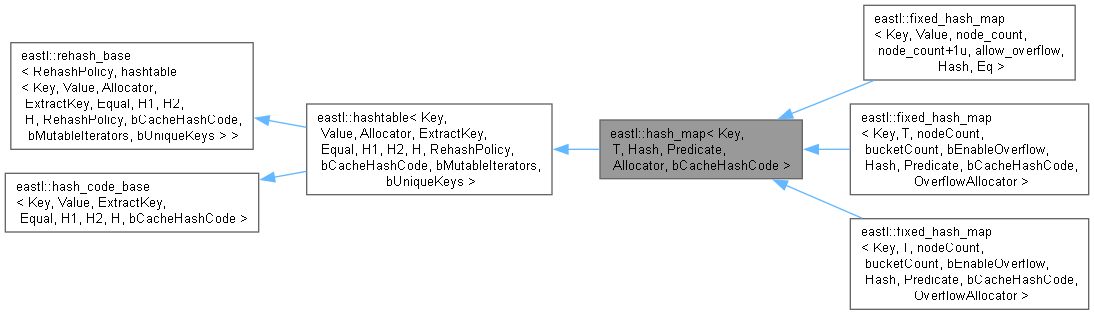 eastl::rehash_base
< RehashPolicy, hashtable
< Key, Value, Allocator,
ExtractKey, Equal, H1, H2,
H, RehashPolicy, bCacheHashCode,
bMutableIterators, bUniqueKeys > >
eastl::hash_code_base
< Key, Value, ExtractKey,
Equal, H1, H2, H, bCacheHashCode >
eastl::hashtable< Key,
Value, Allocator, ExtractKey,
Equal, H1, H2, H, RehashPolicy,
bCacheHashCode, bMutableIterators,
bUniqueKeys >
eastl::hash_map< Key,
T, Hash, Predicate,
Allocator, bCacheHashCode >
eastl::fixed_hash_map
< Key, Value, node_count,
node_count+1u, allow_overflow,
Hash, Eq >
eastl::fixed_hash_map
< Key, T, nodeCount,
bucketCount, bEnableOverflow,
Hash, Predicate, bCacheHashCode,
OverflowAllocator >
eastl::fixed_hash_map
< Key, T, nodeCount,
bucketCount, bEnableOverflow,
Hash, Predicate, bCacheHashCode,
OverflowAllocator >